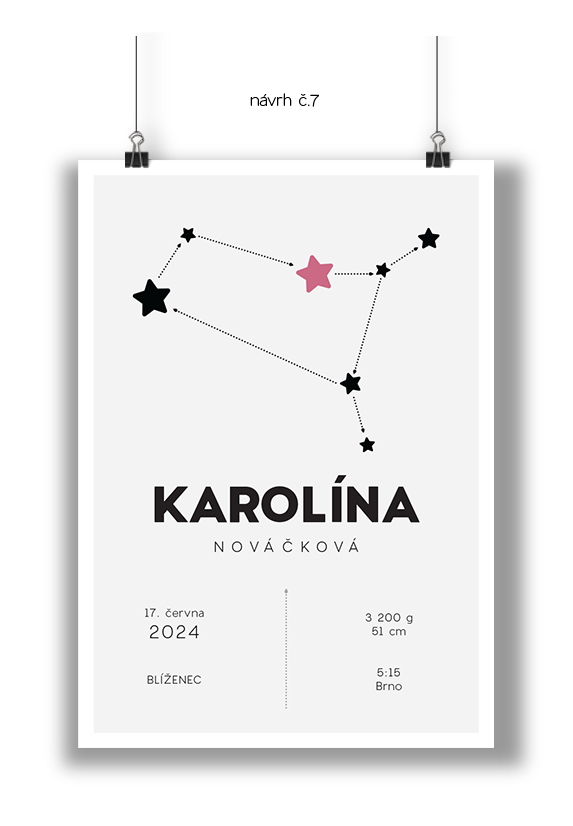 návrh č.7
KAROLÍNA
NOVÁČKOVÁ
17. června
2024
BLÍŽENEC
3 200 g
51 cm
5:15
Brno